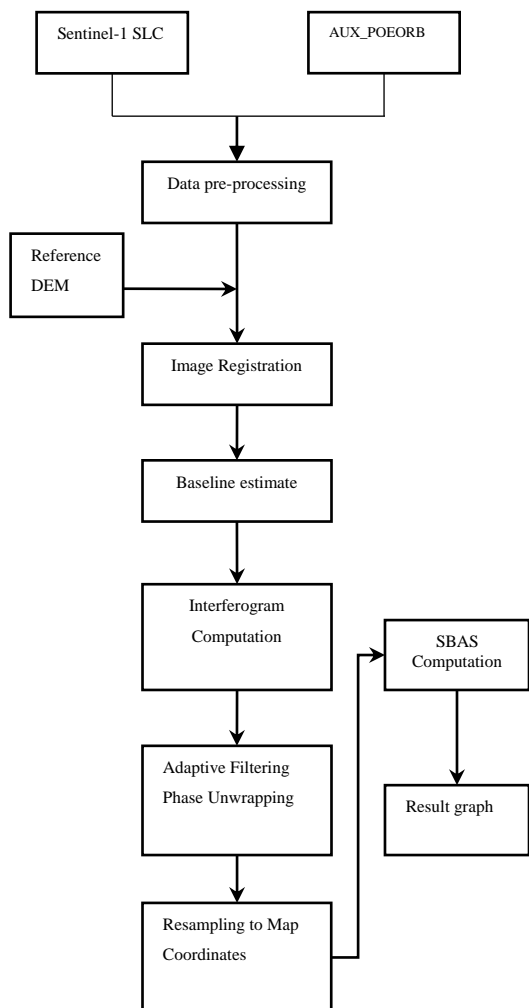 Sentinel-1 SLC
AUX_POEORB
Data pre-processing
Reference
DEM
Image Registration
Baseline estimate
Interferogram
Computation
SBAS
Computation
Adaptive Filtering
Phase Unwrapping
Result graph
Resampling to Map
Coordinates